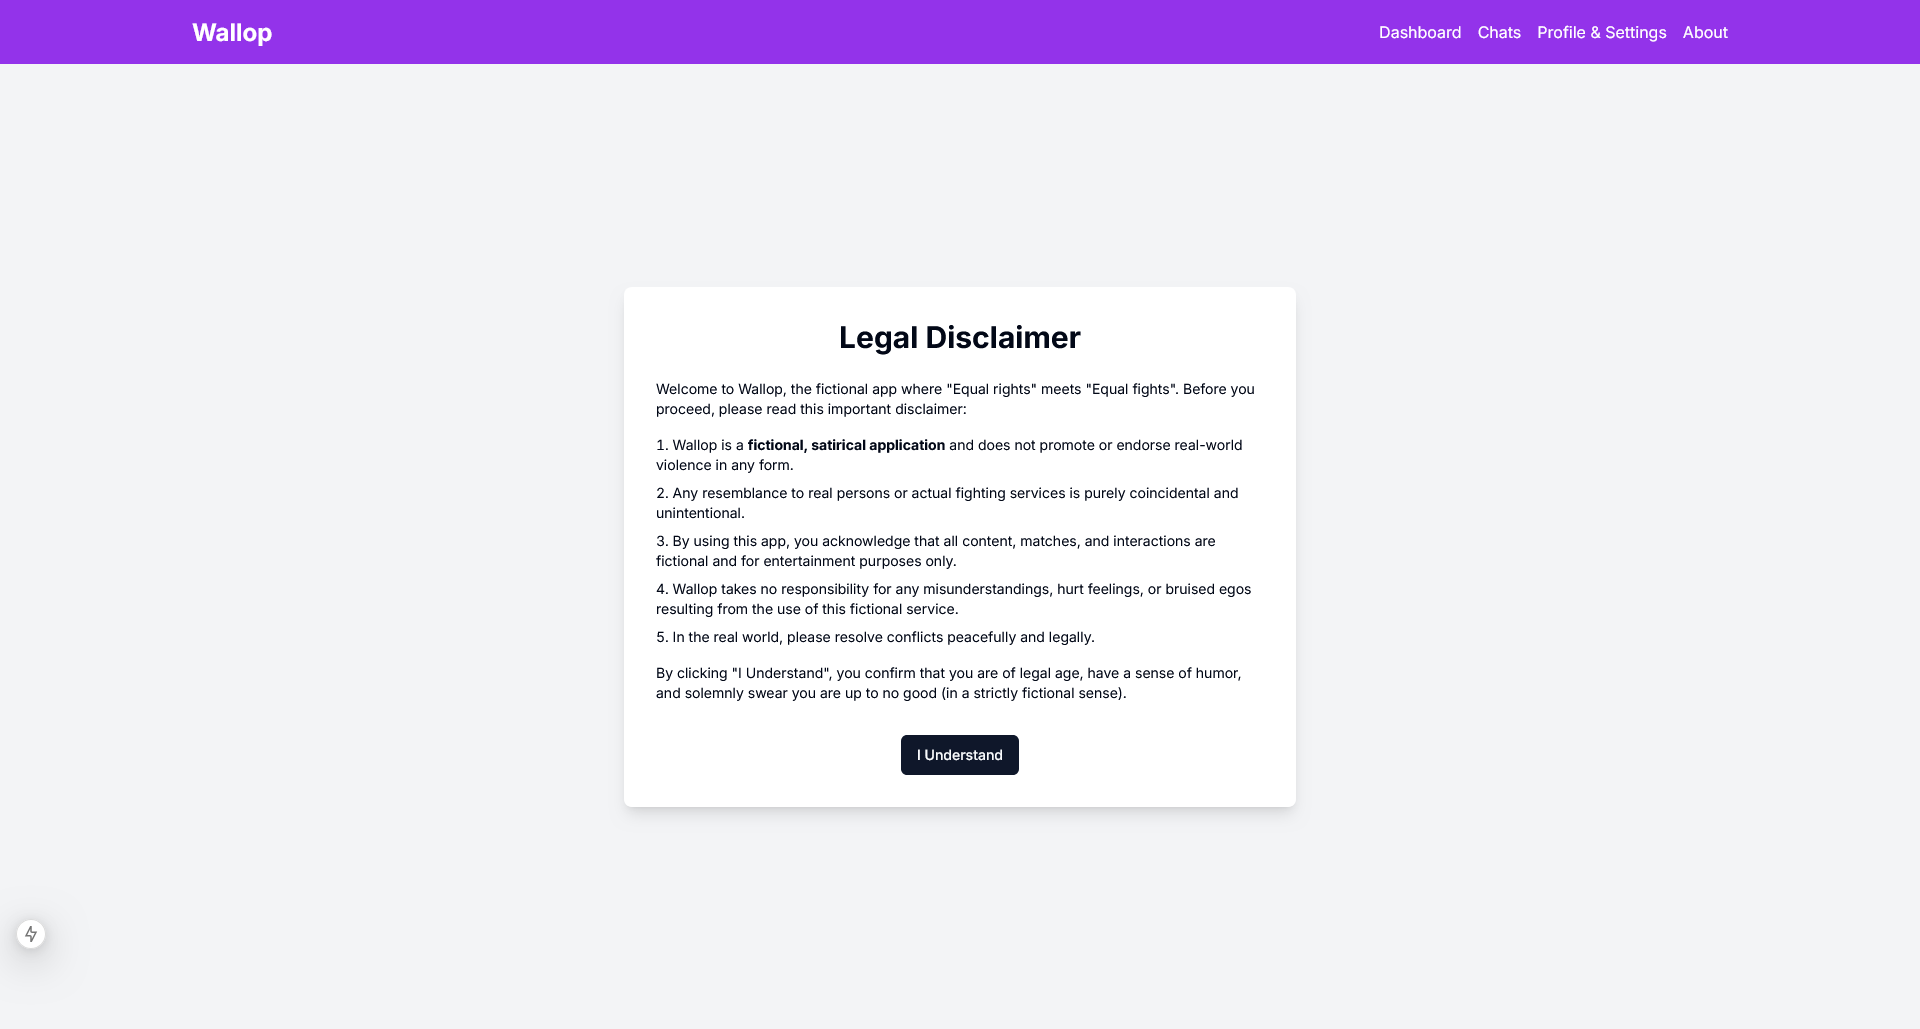 Wallop
Dashboard Chats Profile & Settings About
Legal Disclaimer
Welcome to Wallop, the fictional app where "Equal rights" meets "Equal fights". Before you
proceed, please read this important disclaimer:
1. Wallop is a fictional, satirical application and does not promote or endorse real-world
violence in any form.
2. Any resemblance to real persons or actual fighting services is purely coincidental and
unintentional.
3. By using this app, you acknowledge that all content, matches, and interactions are
fictional and for entertainment purposes only.
4. Wallop takes no responsibility for any misunderstandings, hurt feelings, or bruised egos
resulting from the use of this fictional service.
5. In the real world, please resolve conflicts peacefully and legally.
By clicking "I Understand", you confirm that you are of legal age, have a sense of humor,
and solemnly swear you are up to no good (in a strictly fictional sense).
I Understand